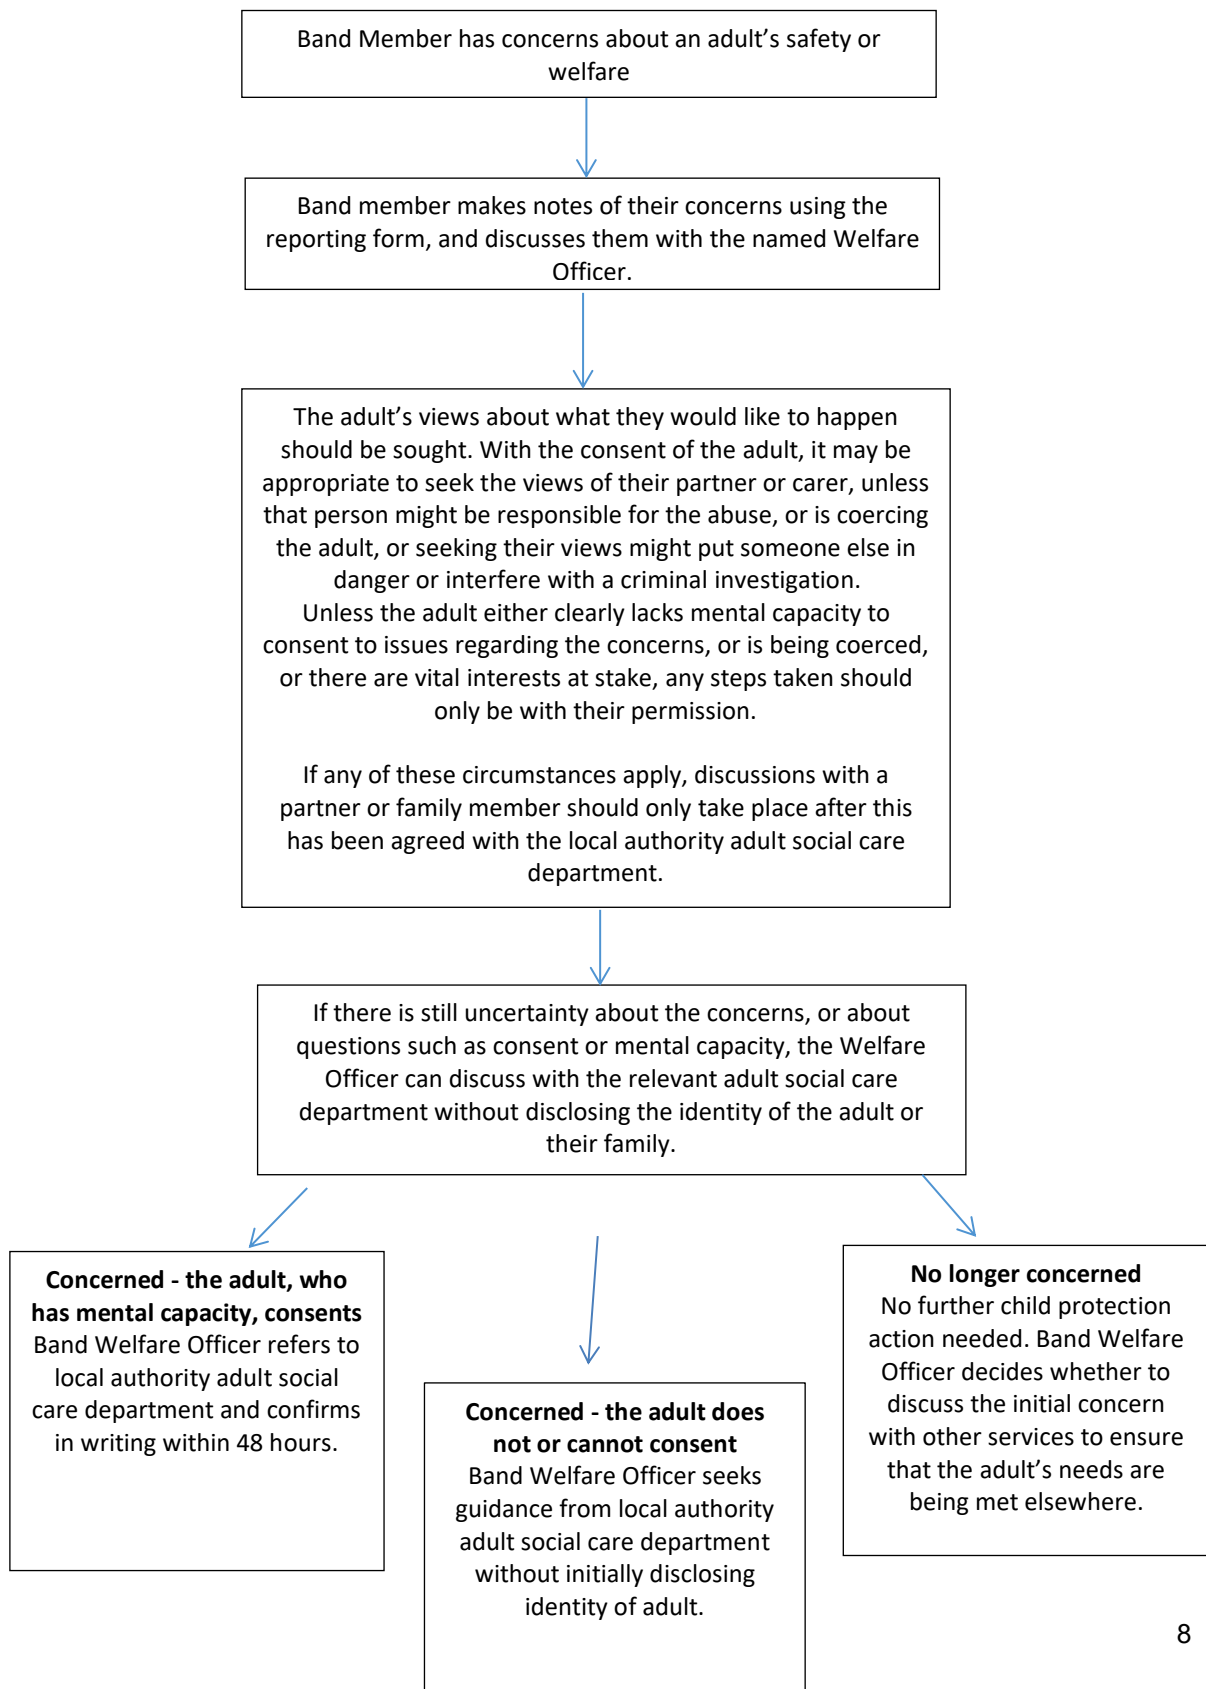 Band Member has concerns about an adult’s safety or
welfare
Band member makes notes of their concerns using the
reporting form, and discusses them with the named Welfare
Officer.
The adult’s views about what they would like to happen
should be sought. With the consent of the adult, it may be
appropriate to seek the views of their partner or carer, unless
that person might be responsible for the abuse, or is coercing
the adult, or seeking their views might put someone else in
danger or interfere with a criminal investigation.
Unless the adult either clearly lacks mental capacity to
consent to issues regarding the concerns, or is being coerced,
or there are vital interests at stake, any steps taken should
only be with their permission.
If any of these circumstances apply, discussions with a
partner or family member should only take place after this
has been agreed with the local authority adult social care
department.
If there is still uncertainty about the concerns, or about
questions such as consent or mental capacity, the Welfare
Officer can discuss with the relevant adult social care
department without disclosing the identity of the adult or
their family.
Concerned - the adult, who
has mental capacity, consents
Band Welfare Officer refers to
local authority adult social
care department and confirms
in writing within 48 hours.
Concerned - the adult does
not or cannot consent
Band Welfare Officer seeks
guidance from local authority
adult social care department
without initially disclosing
identity of adult.
No longer concerned
No further child protection
action needed. Band Welfare
Officer decides whether to
discuss the initial concern
with other services to ensure
that the adult’s needs are
being met elsewhere.
8